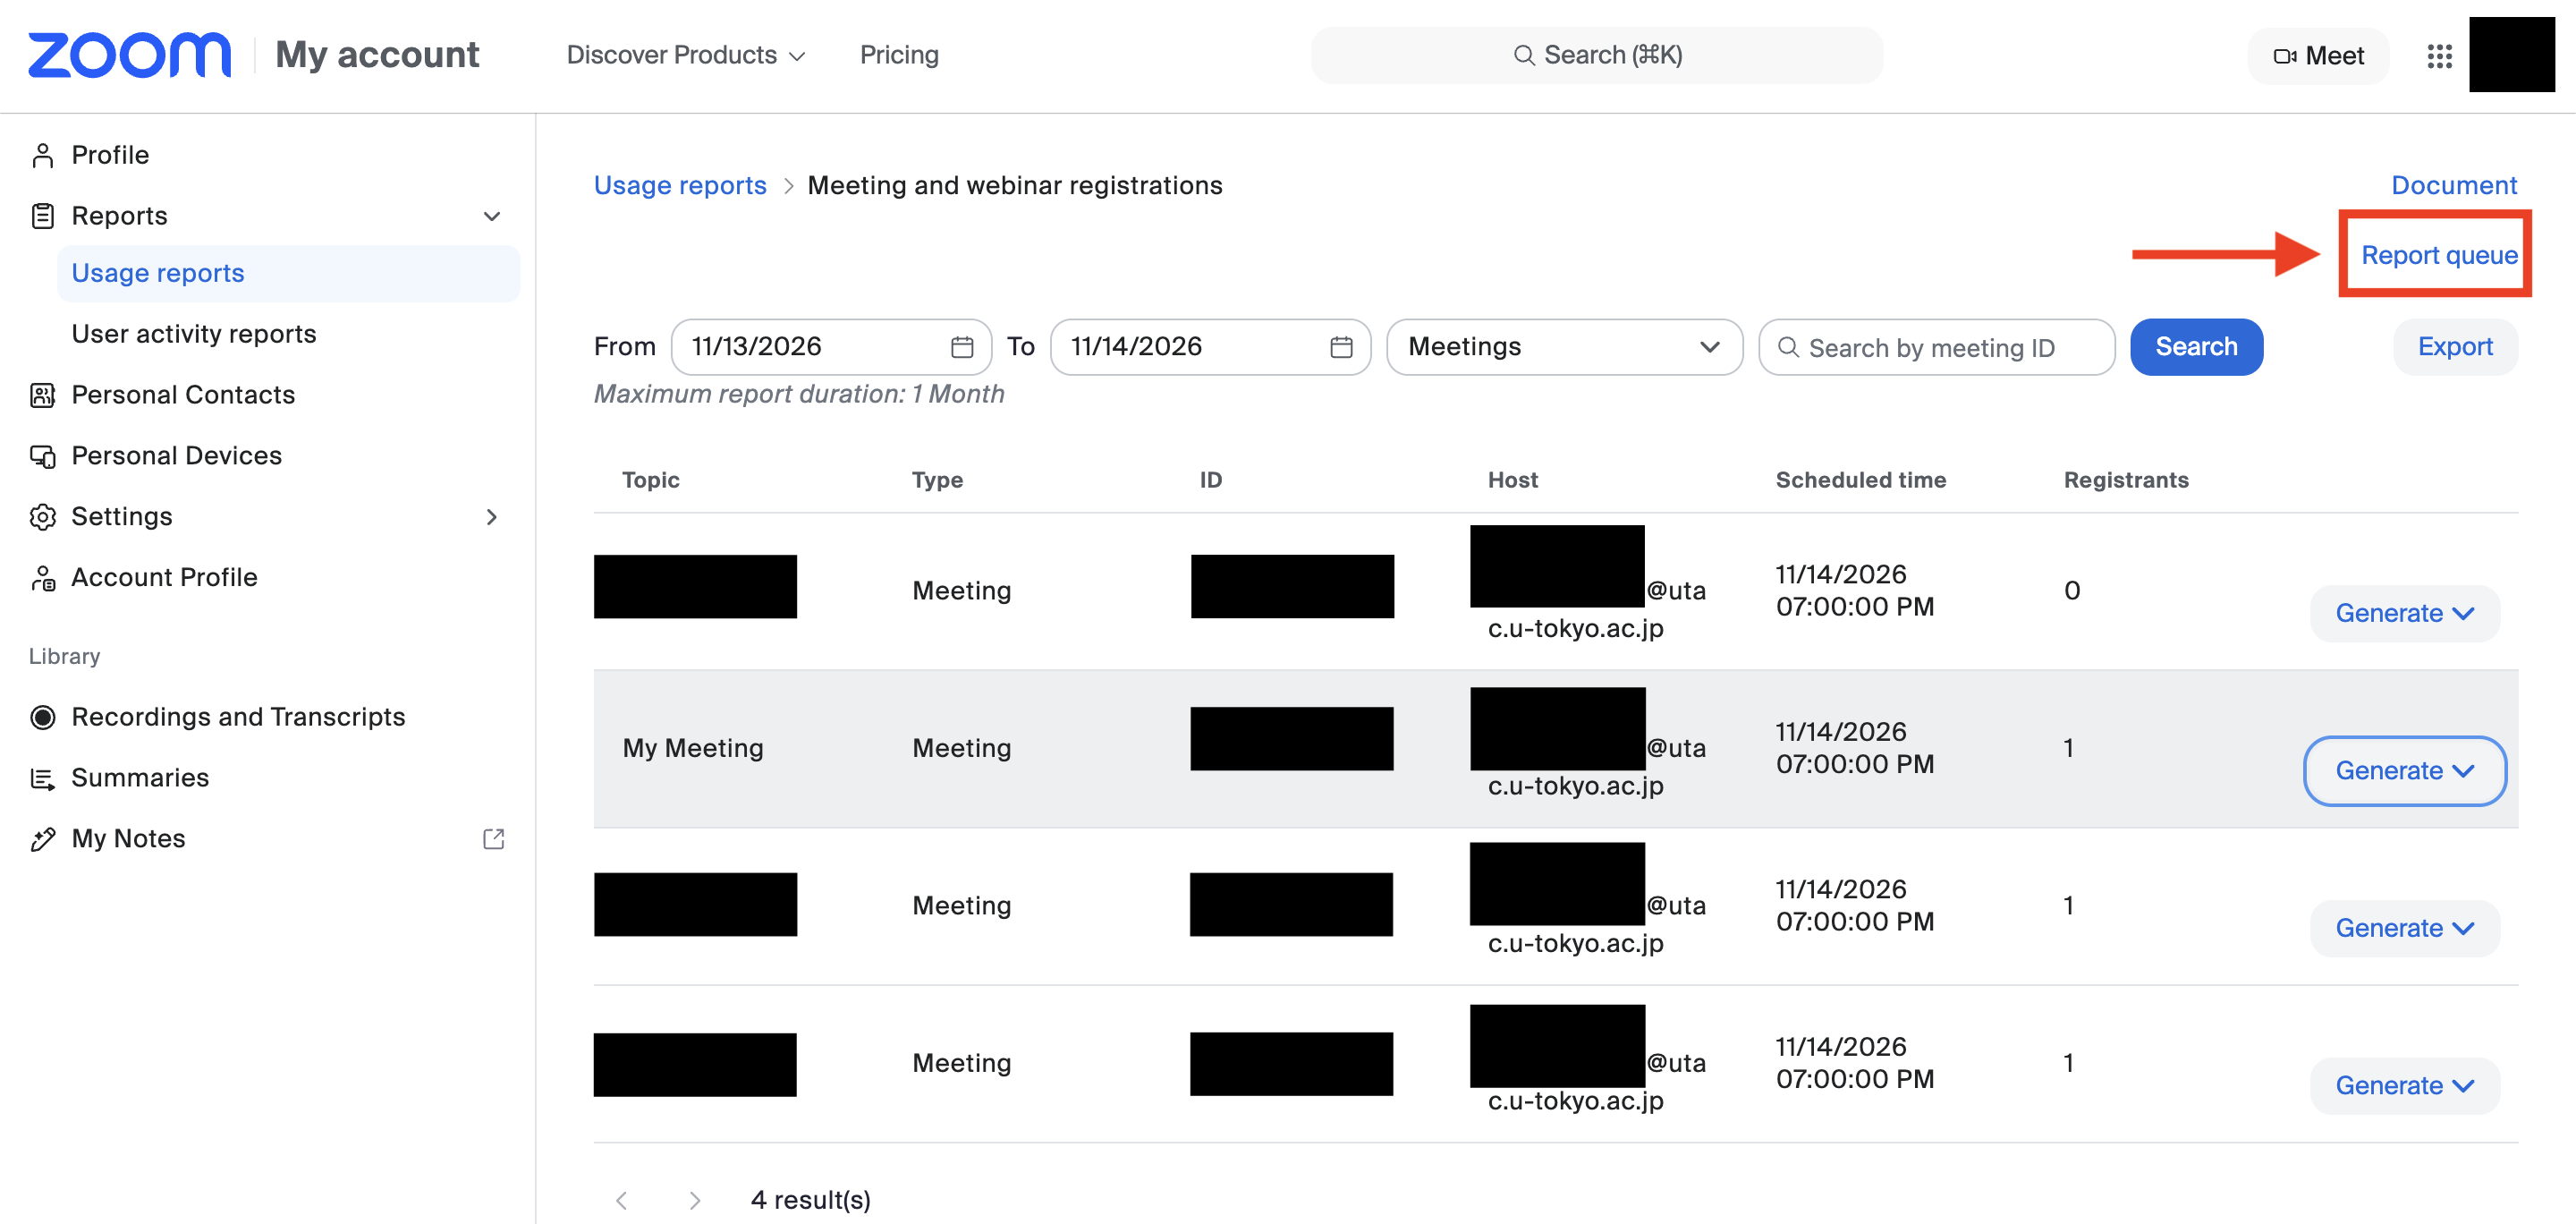 zoom My account Discover Products Pricing Search (⌘K) Meet
Profile
Reports
Usage reports
User activity reports
Personal Contacts
Personal Devices
Settings
Account Profile
Library
Recordings and Transcripts
Summaries
My Notes
Usage reports > Meeting and webinar registrations Document
Report queue
From 11/13/2026 To 11/14/2026 Meetings Search by meeting ID Search Export
Maximum report duration: 1 Month
Topic Type ID Host Scheduled time Registrants
Meeting @uta 11/14/2026 0
c.u-tokyo.ac.jp 07:00:00 PM Generate
My Meeting Meeting @uta 11/14/2026 1
c.u-tokyo.ac.jp 07:00:00 PM Generate
Meeting @uta 11/14/2026 1
c.u-tokyo.ac.jp 07:00:00 PM Generate
Meeting @uta 11/14/2026 1
c.u-tokyo.ac.jp 07:00:00 PM Generate
4 result(s)